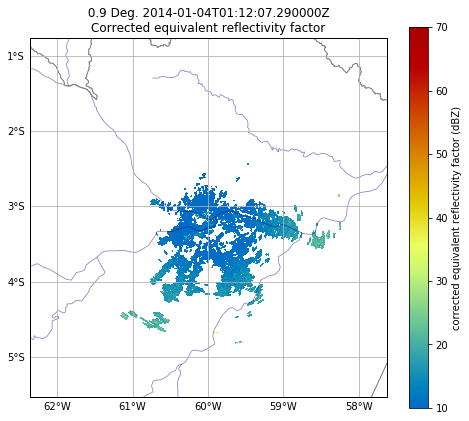 0.9 Deg. 2014-01-04T01:12:07.290000Z
Corrected equivalent reflectivity factor
1°S
2°S
3°S
4°S
5°S
62°W 61°W 60°W 59°W 58°W
70
60
50
40
30
20
10
corrected equivalent reflectivity factor (dBZ)